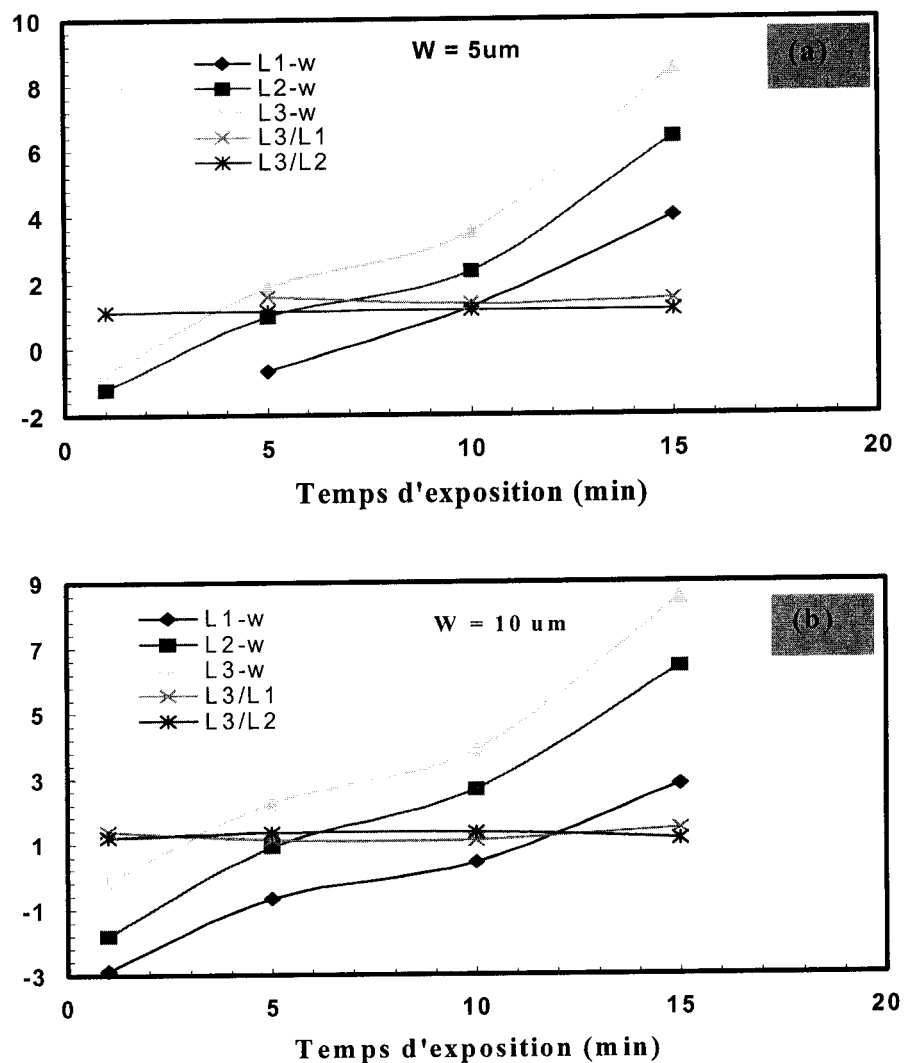 10
8
6
4
2
0
-2
W = 5um
(a)
L1-w
L2-w
L3-w
L3/L1
L3/L2
0 5 10 15 20
Temps d'exposition (min)
9
7
5
3
1
-1
-3
W = 10 um
(b)
L1-w
L2-w
L3-w
L3/L1
L3/L2
0 5 10 15 20
Temps d'exposition (min)